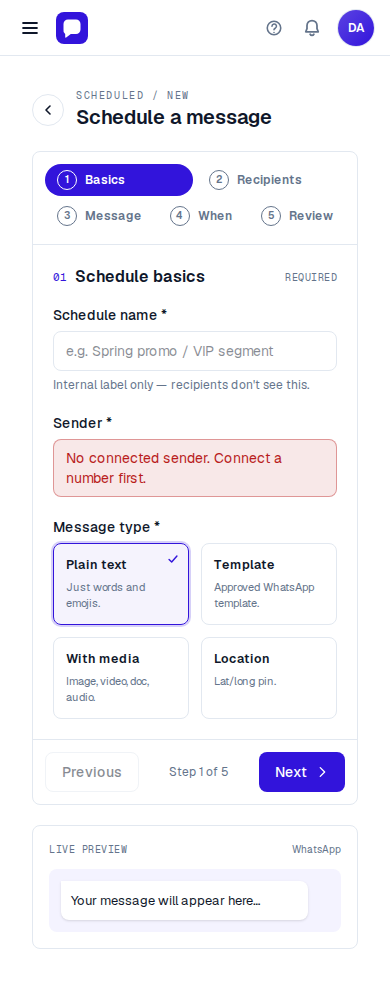 DA
SCHEDULED / NEW
Schedule a message
1 Basics
2 Recipients
3 Message
4 When
5 Review
01 Schedule basics
REQUIRED
Schedule name *
e.g. Spring promo / VIP segment
Internal label only — recipients don't see this.
Sender *
No connected sender. Connect a
number first.
Message type *
Plain text
Just words and
emojis.
Template
Approved WhatsApp
template.
With media
Image, video, doc,
audio.
Location
Lat/long pin.
Previous
Step 1 of 5
Next
LIVE PREVIEW
WhatsApp
Your message will appear here…